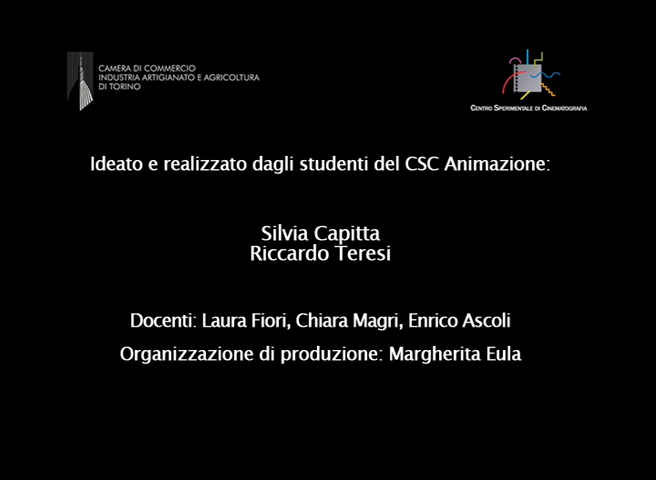 CAMERA DI COMMERCIO
INDUSTRIA ARTIGIANATO E AGRICOLTURA
DI TORINO
CENTRO SPERIMENTALE DI CINEMATOGRAFIA
Ideato e realizzato dagli studenti del CSC Animazione:
Silvia Capitta
Riccardo Teresi
Docenti: Laura Fiori, Chiara Magri, Enrico Ascoli
Organizzazione di produzione: Margherita Eula